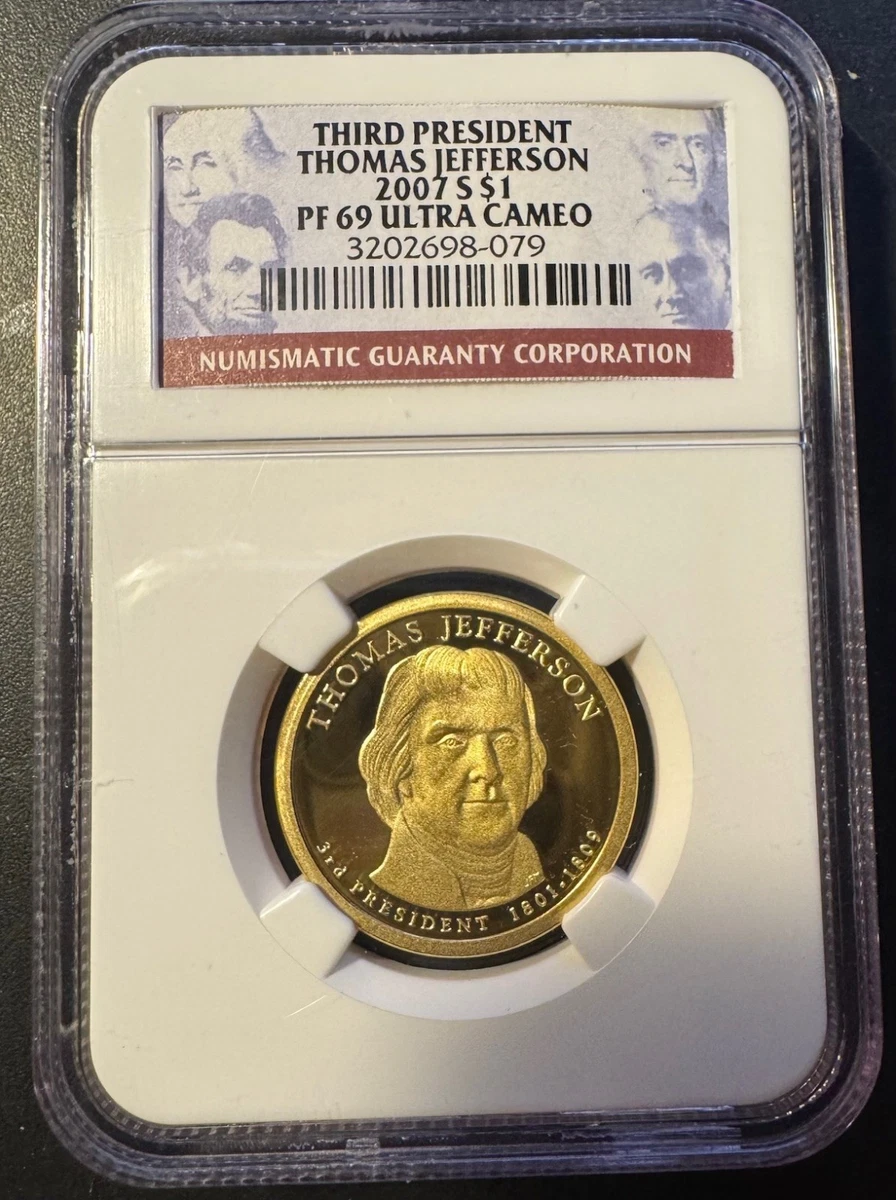 THIRD PRESIDENT
THOMAS JEFFERSON
2007 S $1
PF 69 ULTRA CAMEO
3202698-079
NUMISMATIC GUARANTY CORPORATION
THOMAS JEFFERSON
3rd PRESIDENT 1801-1809